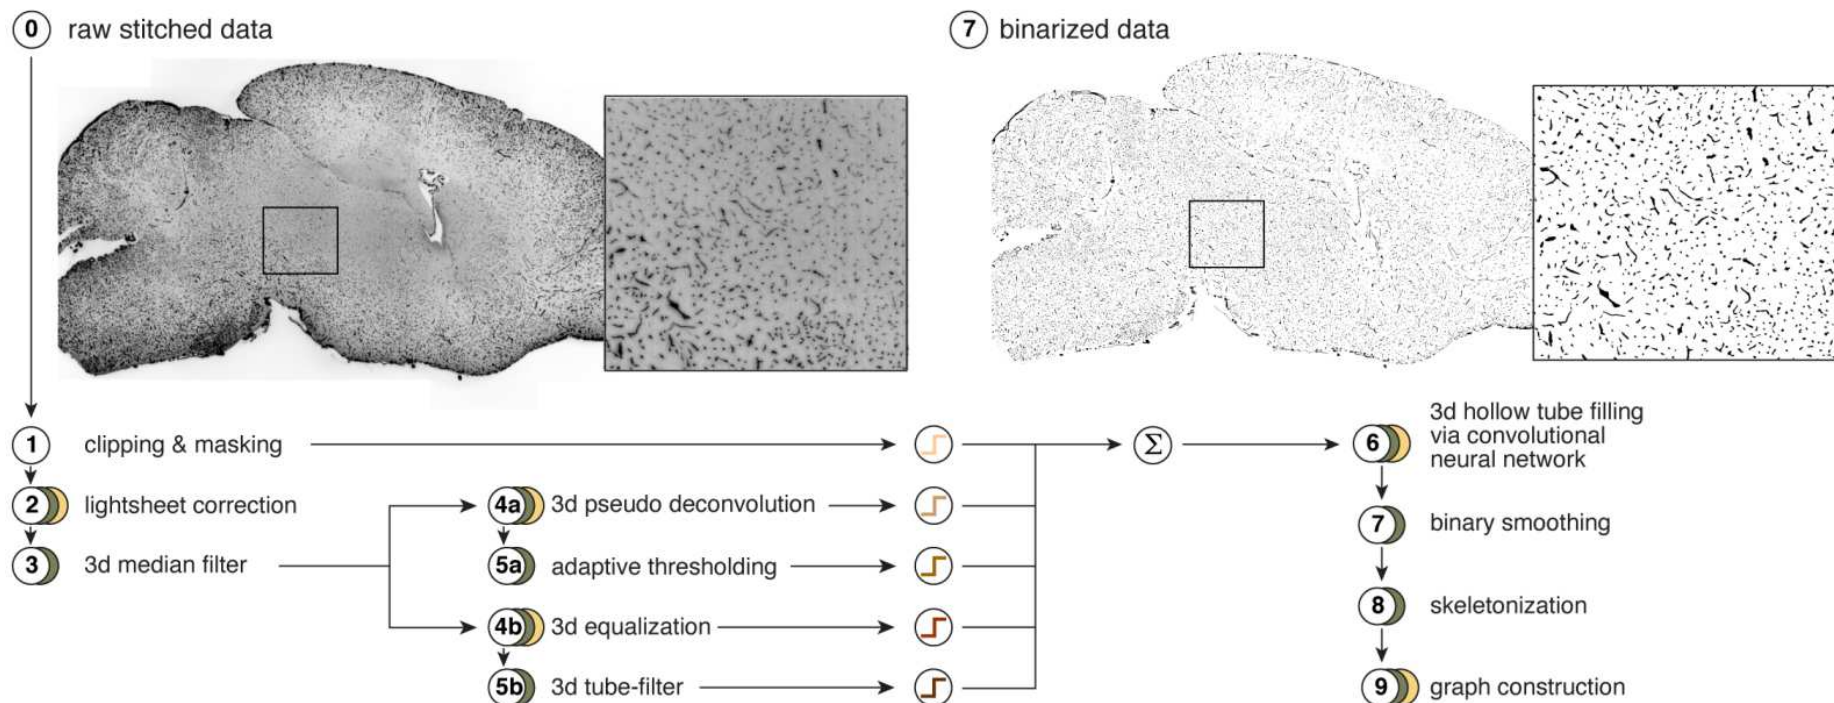 0 raw stitched data
7 binarized data
1 clipping & masking
Σ
6 3d hollow tube filling
via convolutional
neural network
2 lightsheet correction
4a 3d pseudo deconvolution
7 binary smoothing
3 3d median filter
5a adaptive thresholding
8 skeletonization
4b 3d equalization
5b 3d tube-filter
9 graph construction